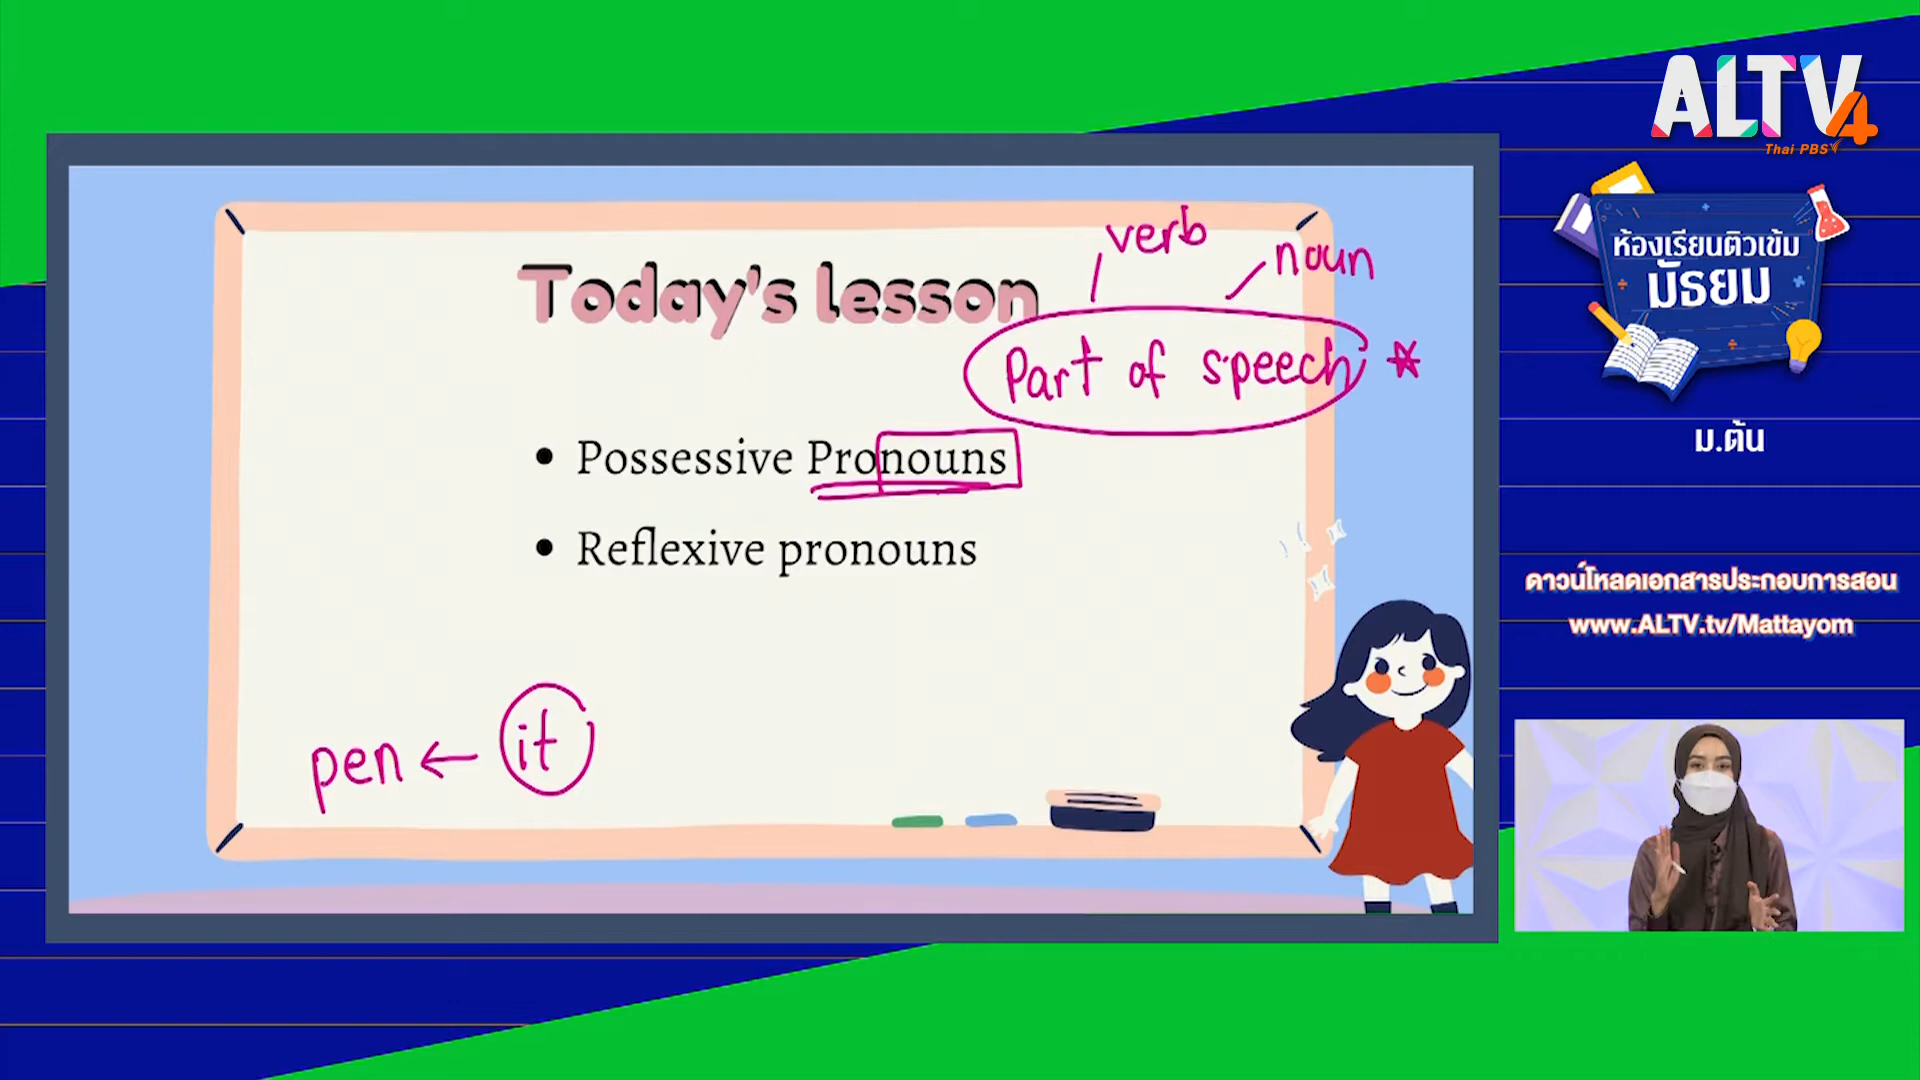 ALTV4
Thai PBS
ห้องเรียนติวเข้ม
มัธยม
ม.ต้น
ดาวน์โหลดเอกสารประกอบการสอน
www.ALTV.tv/Mattayom
verb
noun
Today's lesson
Part of speech *
• Possessive Pronouns
• Reflexive pronouns
pen ← it